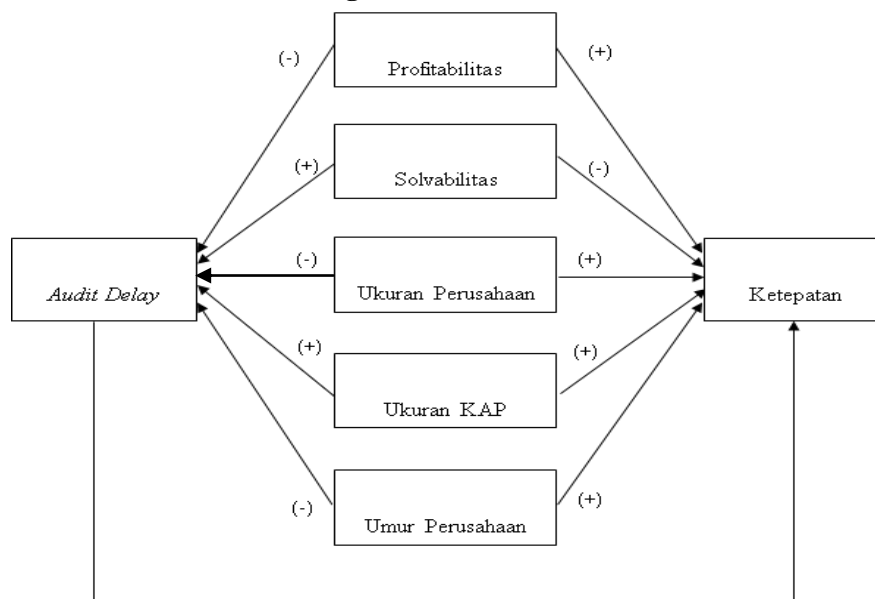 (-)
Profitabilitas
(+)
(+)
Solvabilitas
(-)
Audit Delay
(-)
Ukuran Perusahaan
(+)
Ketepatan
(+)
Ukuran KAP
(+)
(-)
Umur Perusahaan
(+)